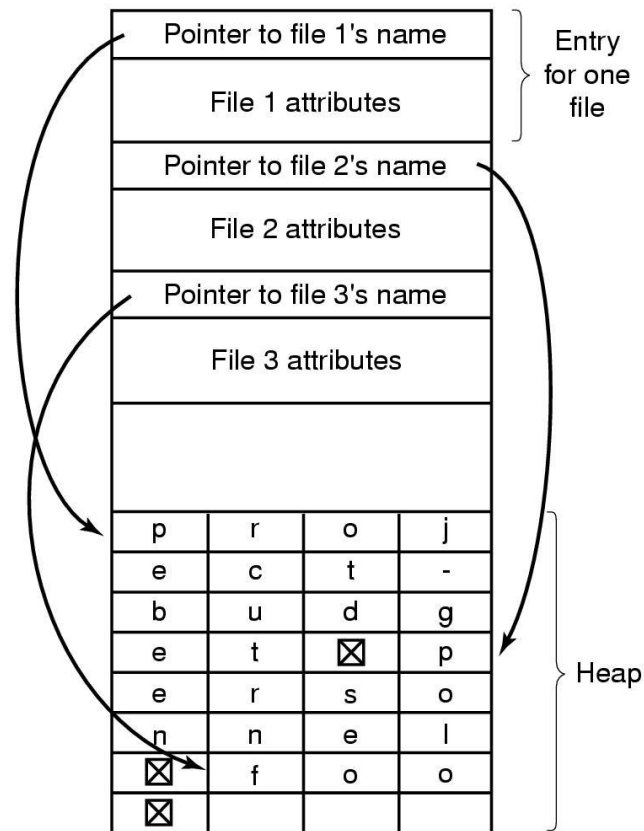 Pointer to file 1's name
Entry
for one
file
File 1 attributes
Pointer to file 2's name
File 2 attributes
Pointer to file 3's name
File 3 attributes
p r o j
e c t -
b u d g
e t p
e r s o
n n e l
f o o
Heap